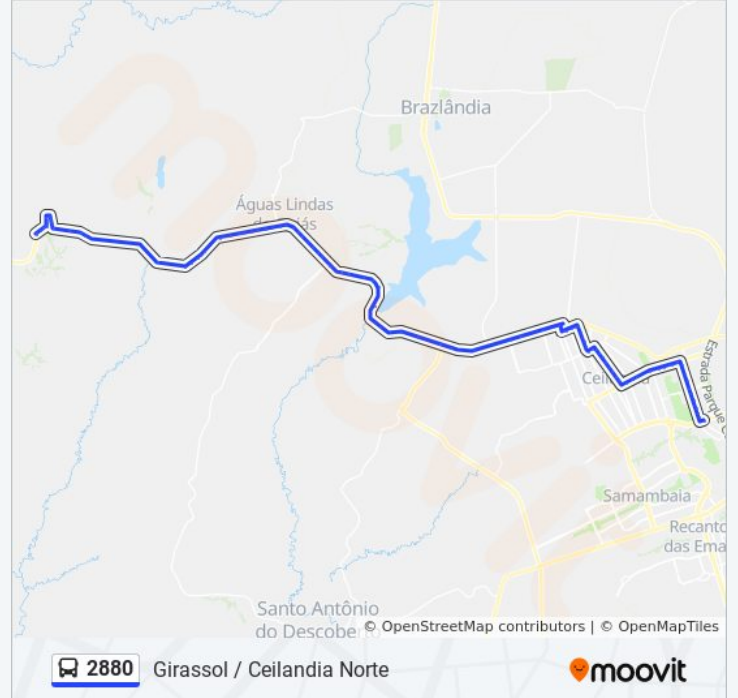 Brazlândia
Águas Lindas
Estrada Parque
Samambaia
Recanto
das Ema
Santo Antônio
do Descober
© OpenStreetMap contributors | © OpenMapTiles
2880 Girassol / Ceilandia Norte
moovit